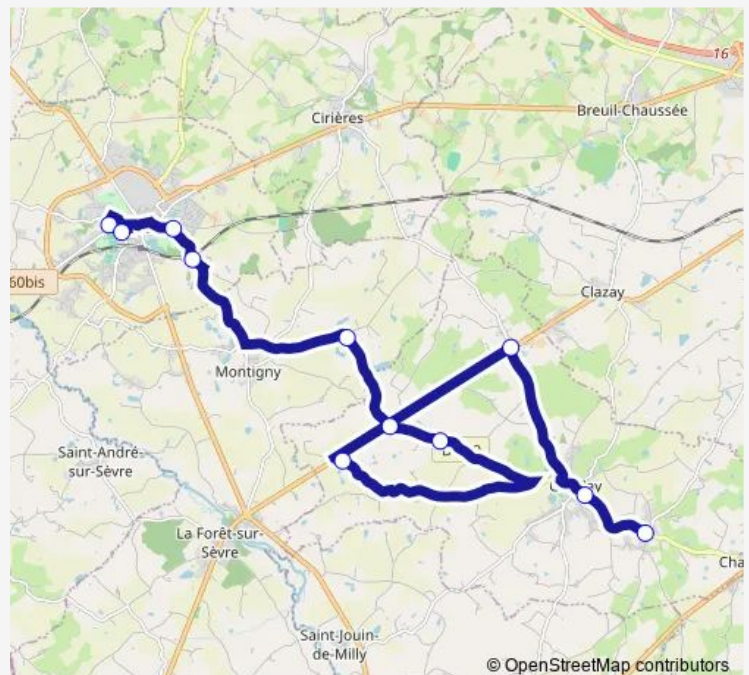 16
Cirières
Breuil-Chaussée
60bis
Clazay
Montigny
Saint-André-
sur-Sèvre
La Forêt-sur-
Sèvre
Cha
Saint-Jouin-
de-Milly
© OpenStreetMap contributors